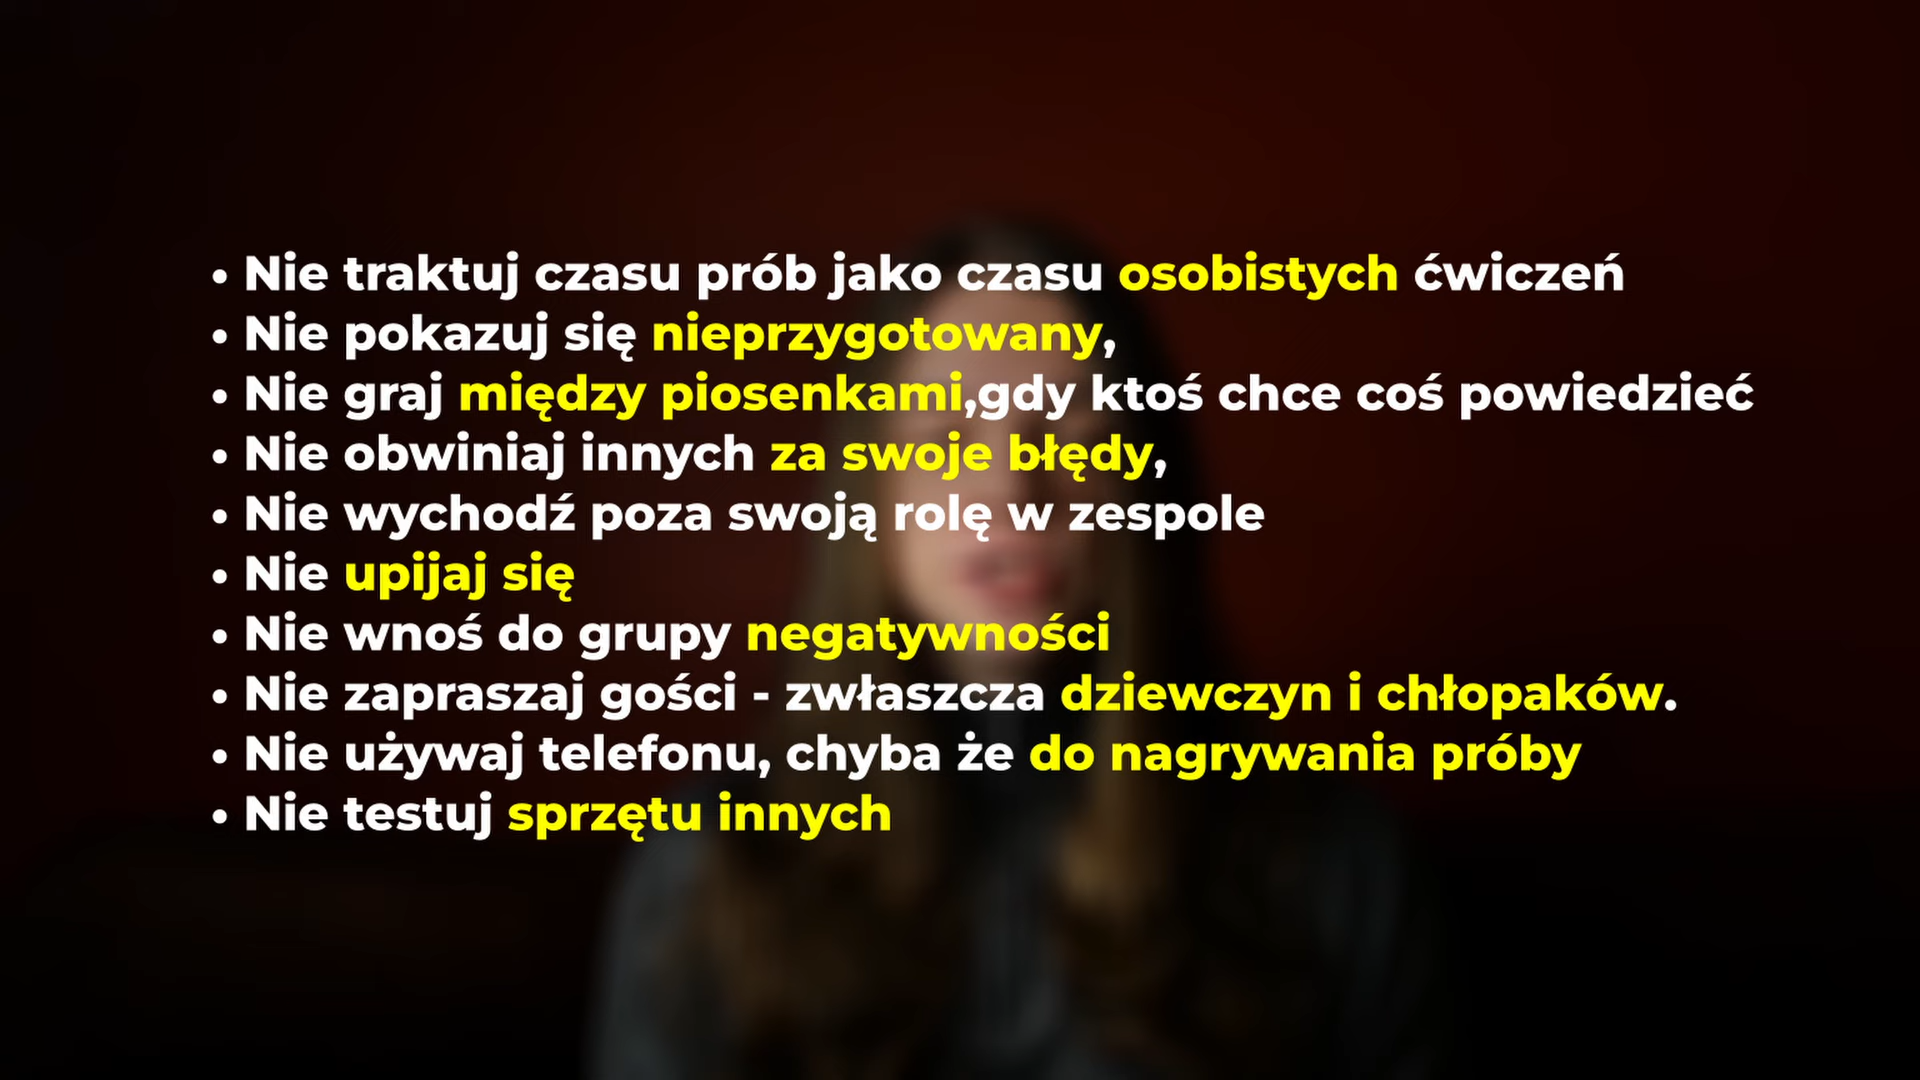 • Nie traktuj czasu prób jako czasu osobistych ćwiczeń
• Nie pokazuj się nieprzygotowany,
• Nie graj między piosenkami,gdy ktoś chce coś powiedzieć
• Nie obwiniaj innych za swoje błędy,
• Nie wychodź poza swoją rolę w zespole
• Nie upijaj się
• Nie wnoś do grupy negatywności
• Nie zapraszaj gości - zwłaszcza dziewczyn i chłopaków.
• Nie używaj telefonu, chyba że do nagrywania próby
• Nie testuj sprzętu innych